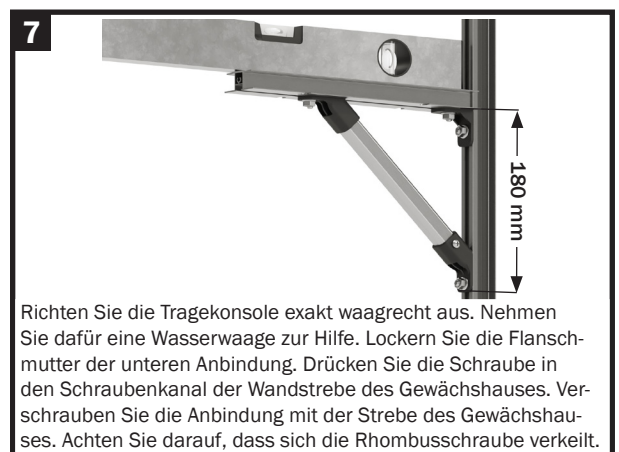 7
180 mm
Richten Sie die Tragekonsole exakt waagrecht aus. Nehmen
Sie dafür eine Wasserwaage zur Hilfe. Lockern Sie die Flansch-
mutter der unteren Anbindung. Drücken Sie die Schraube in
den Schraubenkanal der Wandstrebe des Gewächshauses. Ver-
schrauben Sie die Anbindung mit der Strebe des Gewächshau-
ses. Achten Sie darauf, dass sich die Rhombusschraube verkeilt.